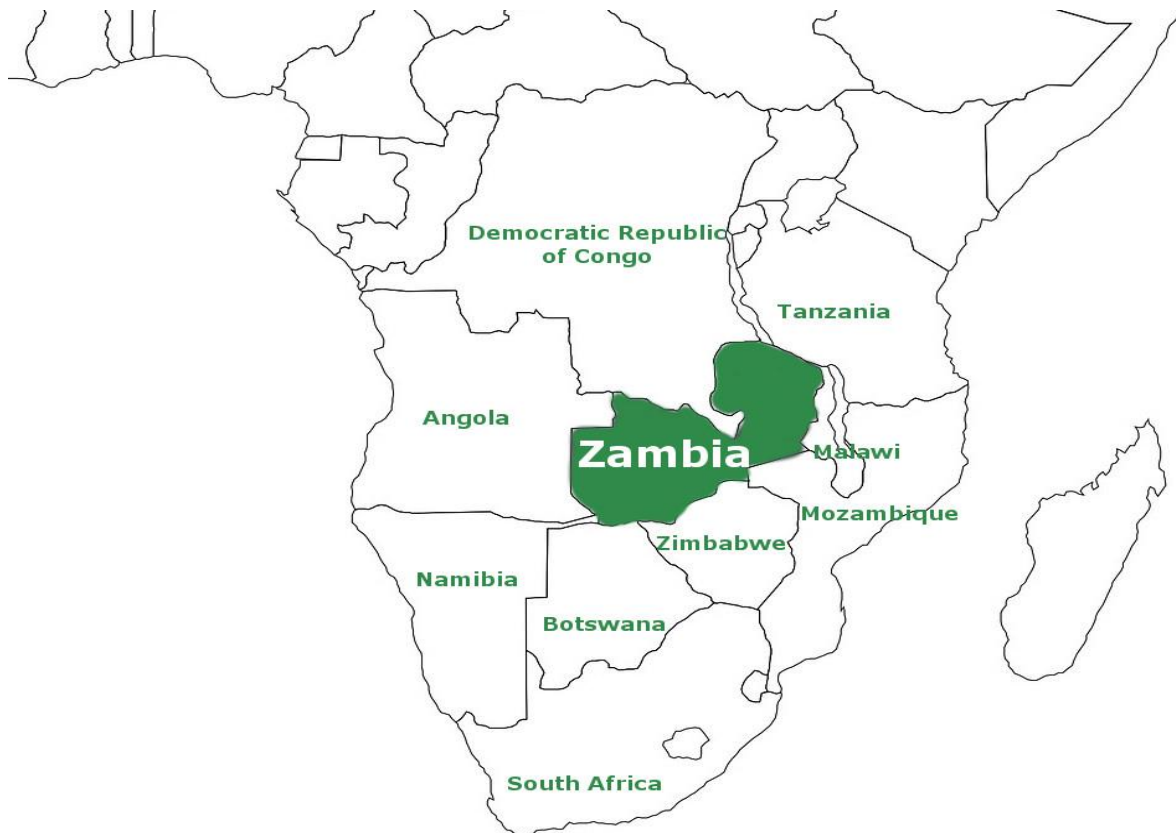 Democratic Republic
of Congo
Tanzania
Angola
Zambia
Malawi
Mozambique
Zimbabwe
Namibia
Botswana
South Africa